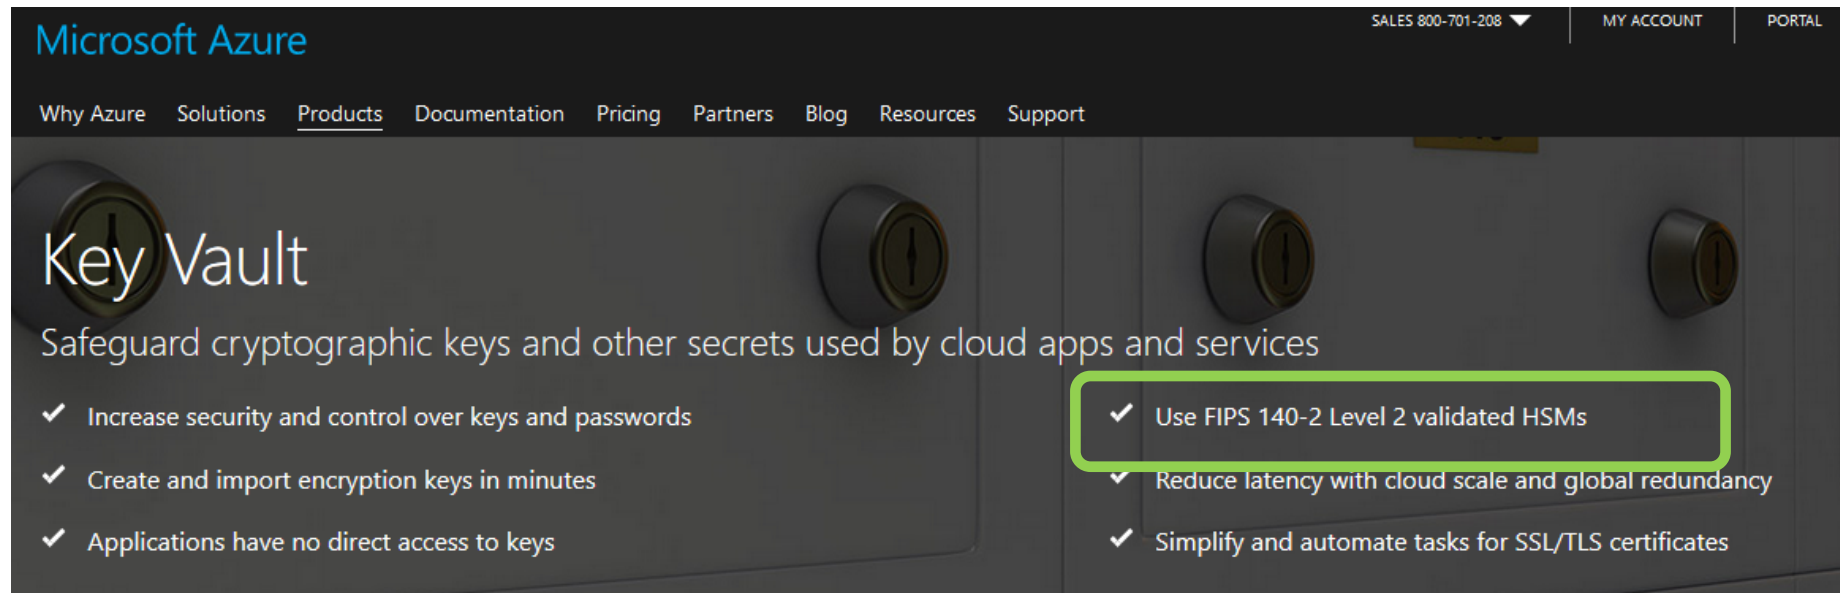 Microsoft Azure
SALES 800-701-208
MY ACCOUNT
PORTAL
Why Azure Solutions Products Documentation Pricing Partners Blog Resources Support
Key Vault
Safeguard cryptographic keys and other secrets used by cloud apps and services
Increase security and control over keys and passwords
Create and import encryption keys in minutes
Applications have no direct access to keys
Use FIPS 140-2 Level 2 validated HSMs
Reduce latency with cloud scale and global redundancy
Simplify and automate tasks for SSL/TLS certificates